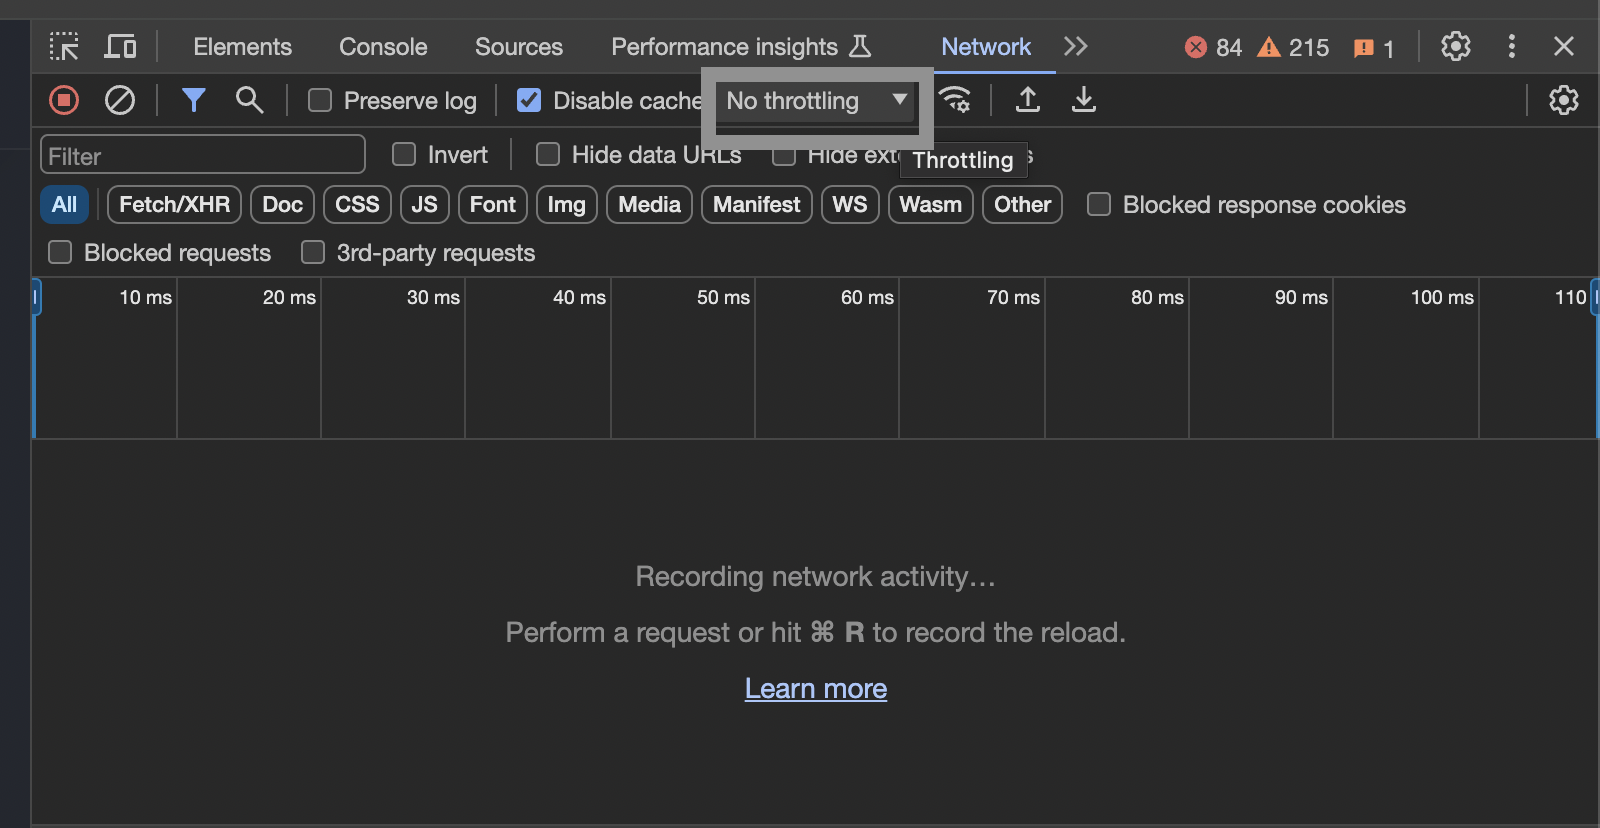 Elements Console Sources Performance insights Network 84 215 1
Preserve log Disable cache No throttling
Filter Invert Hide data URLs Hide ext s
Throttling
All Fetch/XHR Doc CSS JS Font Img Media Manifest WS Wasm Other Blocked response cookies
Blocked requests 3rd-party requests
10 ms 20 ms 30 ms 40 ms 50 ms 60 ms 70 ms 80 ms 90 ms 100 ms 110
Recording network activity…
Perform a request or hit ⌘ R to record the reload.
Learn more